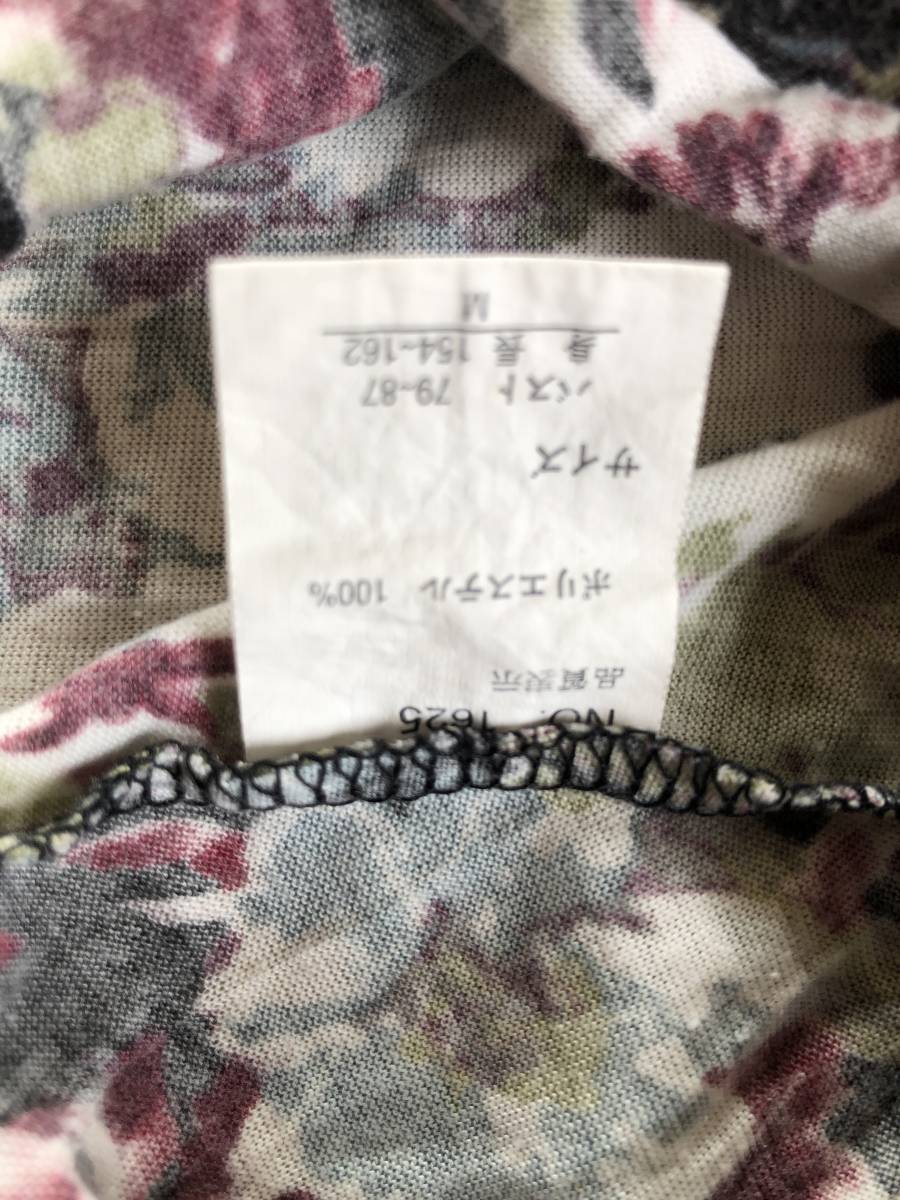 NO. 1625
品質表示
ポリエステル 100%
サイズ
バスト 79-87
身長 154-162
M